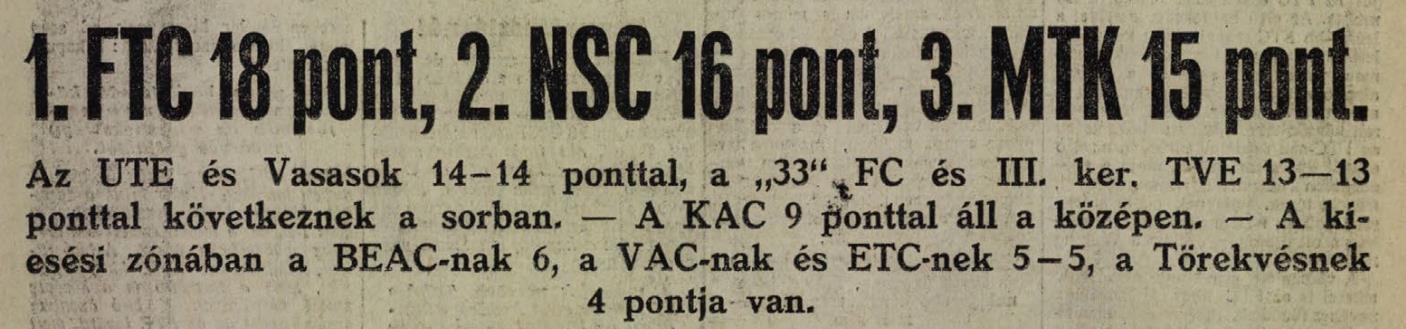 1. FTC 18 pont, 2. NSC 16 pont, 3. MTK 15 pont.
Az UTE és Vasasok 14–14 ponttal, a „33“ FC és III. ker. TVE 13—13
ponttal következnek a sorban. — A KAC 9 ponttal áll a középen. — A ki-
esési zónában a BEAC-nak 6, a VAC-nak és ETC-nek 5–5, a Törekvésnek
4 pontja van.